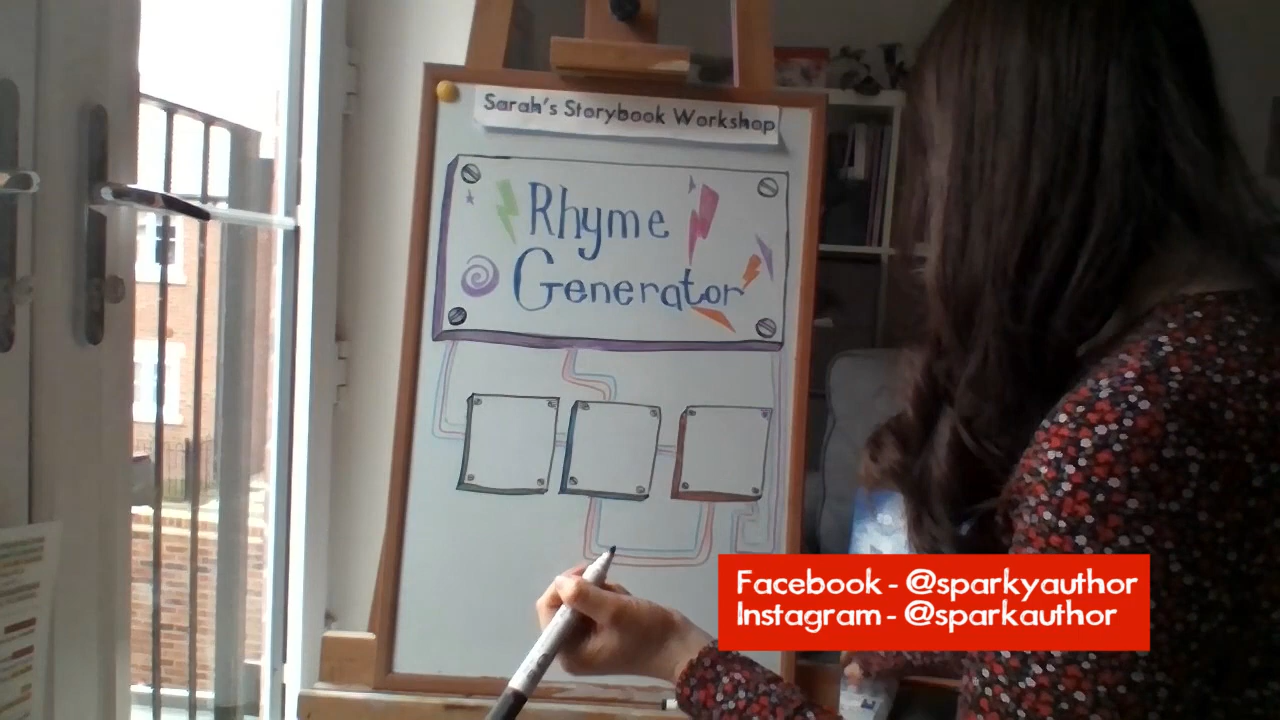 Sarah's Storybook Workshop
Rhyme
Generator
Facebook - @sparkyauthor
Instagram - @sparkauthor